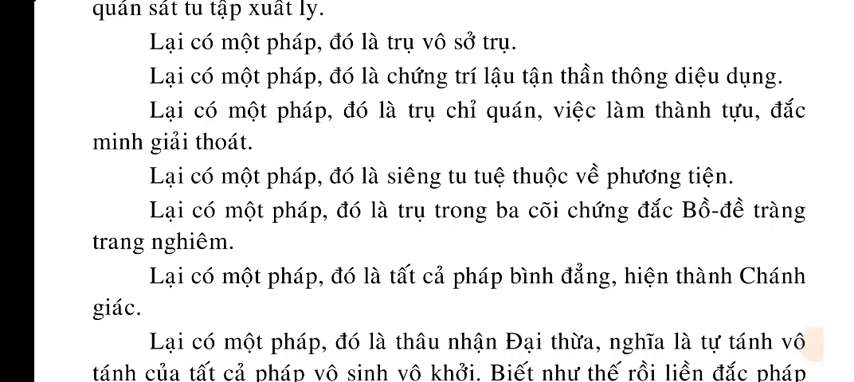 quán sát tu tập xuất ly.
Lại có một pháp, đó là trụ vô sở trụ.
Lại có một pháp, đó là chứng trí lậu tận thần thông diệu dụng.
Lại có một pháp, đó là trụ chỉ quán, việc làm thành tựu, đắc
minh giải thoát.
Lại có một pháp, đó là siêng tu tuệ thuộc về phương tiện.
Lại có một pháp, đó là trụ trong ba cõi chứng đắc Bồ-đề tràng
trang nghiêm.
Lại có một pháp, đó là tất cả pháp bình đẳng, hiện thành Chánh
giác.
Lại có một pháp, đó là thâu nhận Đại thừa, nghĩa là tự tánh vô
tánh của tất cả pháp vô sinh vô khởi. Biết như thế rồi liền đắc pháp